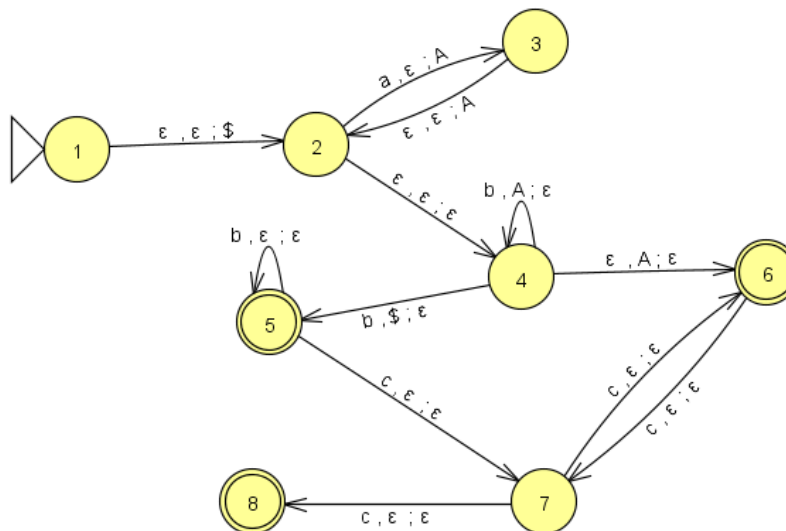 3
a , ε ; A
ε , ε ; A
ε , ε ; $
1
2
ε , ε ; ε
b , A ; ε
b , ε ; ε
ε , A ; ε
4
6
5
b , $ ; ε
c , ε ; ε
c , ε ; ε
c , ε ; ε
8
7
c , ε ; ε